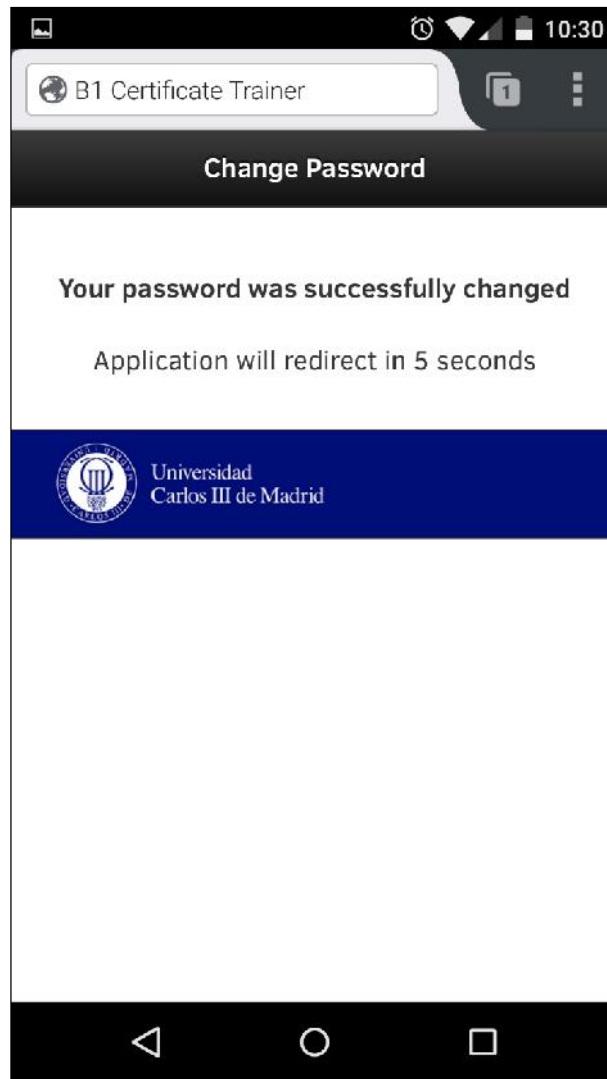 10:30
B1 Certificate Trainer
1
Change Password
Your password was successfully changed
Application will redirect in 5 seconds
Universidad
Carlos III de Madrid